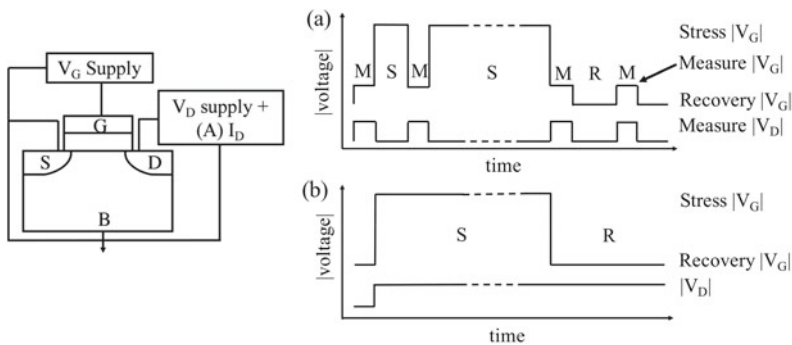 V_G Supply
V_D supply +
(A) I_D
G
S
D
B
(a)
|voltage|
M
S
M
S
M
R
M
Stress |V_G|
Measure |V_G|
Recovery |V_G|
Measure |V_D|
time
(b)
|voltage|
S
R
Stress |V_G|
Recovery |V_G|
|V_D|
time